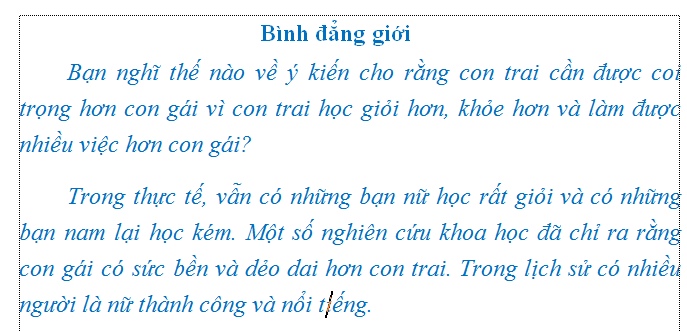 Bình đẳng giới
Bạn nghĩ thế nào về ý kiến cho rằng con trai cần được coi
trọng hơn con gái vì con trai học giỏi hơn, khỏe hơn và làm được
nhiều việc hơn con gái?
Trong thực tế, vẫn có những bạn nữ học rất giỏi và có những
bạn nam lại học kém. Một số nghiên cứu khoa học đã chỉ ra rằng
con gái có sức bền và dẻo dai hơn con trai. Trong lịch sử có nhiều
người là nữ thành công và nổi tiếng.